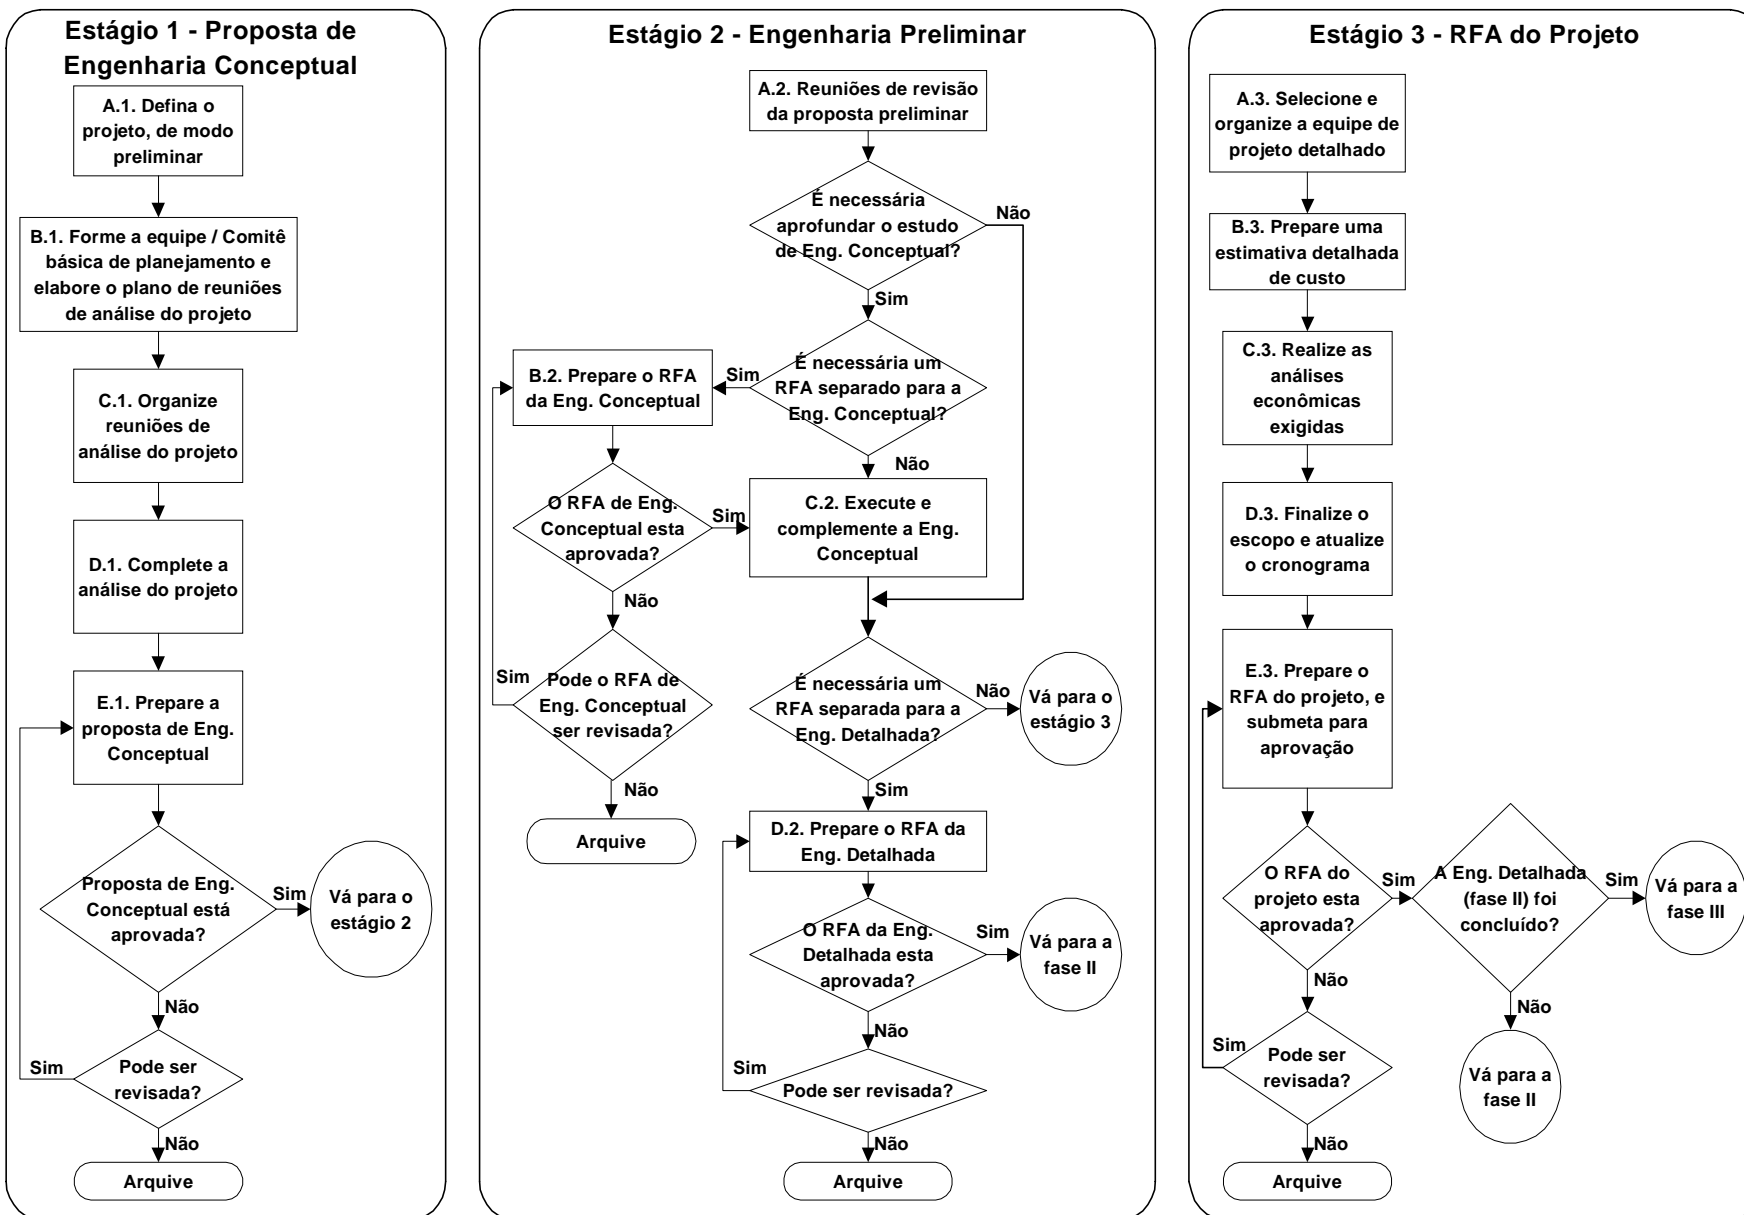 Estágio 1 - Proposta de
Engenharia Conceptual
A.1. Defina o
projeto, de modo
preliminar
B.1. Forme a equipe / Comitê
básica de planejamento e
elabore o plano de reuniões
de análise do projeto
C.1. Organize
reuniões de
análise do projeto
D.1. Complete a
análise do projeto
E.1. Prepare a
proposta de Eng.
Conceptual
Proposta de Eng.
Conceptual está
aprovada?
Sim
Vá para o
estágio 2
Não
Pode ser
revisada?
Sim
Não
Arquive
Estágio 2 - Engenharia Preliminar
A.2. Reuniões de revisão
da proposta preliminar
É necessária
aprofundar o estudo
de Eng. Conceptual?
Não
Sim
É necessária um
RFA separado para a
Eng. Conceptual?
Sim
B.2. Prepare o RFA
da Eng. Conceptual
Não
O RFA de Eng.
Conceptual esta
aprovada?
Sim
C.2. Execute e
complemente a Eng.
Conceptual
Não
Pode o RFA de
Eng. Conceptual
ser revisada?
Sim
Não
Arquive
É necessária um
RFA separada para a
Eng. Detalhada?
Não
Vá para o
estágio 3
Sim
D.2. Prepare o RFA da
Eng. Detalhada
O RFA da Eng.
Detalhada esta
aprovada?
Sim
Vá para a
fase II
Não
Pode ser revisada?
Sim
Não
Arquive
Estágio 3 - RFA do Projeto
A.3. Selecione e
organize a equipe de
projeto detalhado
B.3. Prepare uma
estimativa detalhada
de custo
C.3. Realize as
análises
econômicas
exigidas
D.3. Finalize o
escopo e atualize
o cronograma
E.3. Prepare o
RFA do projeto, e
submeta para
aprovação
O RFA do
projeto esta
aprovada?
Sim
A Eng. Detalhada
(fase II) foi
concluído?
Sim
Vá para a
fase III
Não
Vá para a
fase II
Não
Pode ser
revisada?
Sim
Não
Arquive